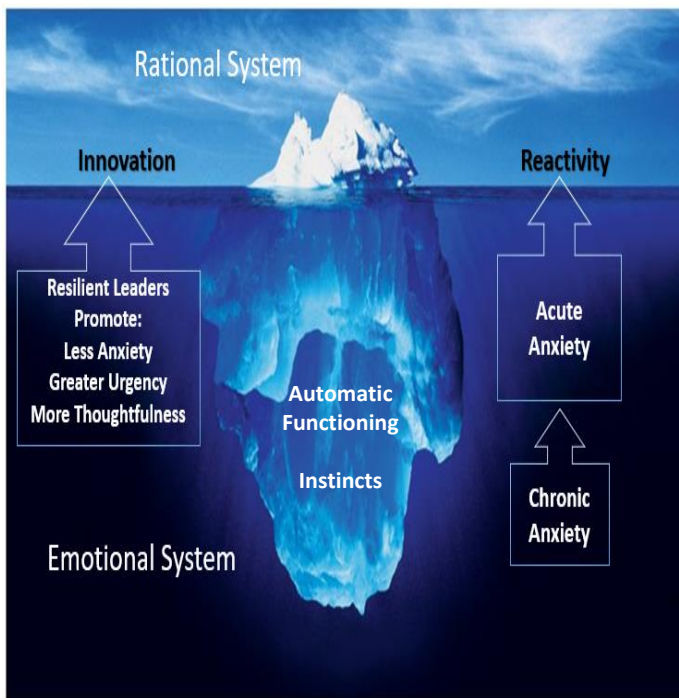 Rational System
Innovation
Reactivity
Resilient Leaders
Promote:
Less Anxiety
Greater Urgency
More Thoughtfulness
Automatic
Functioning
Instincts
Acute
Anxiety
Chronic
Anxiety
Emotional System